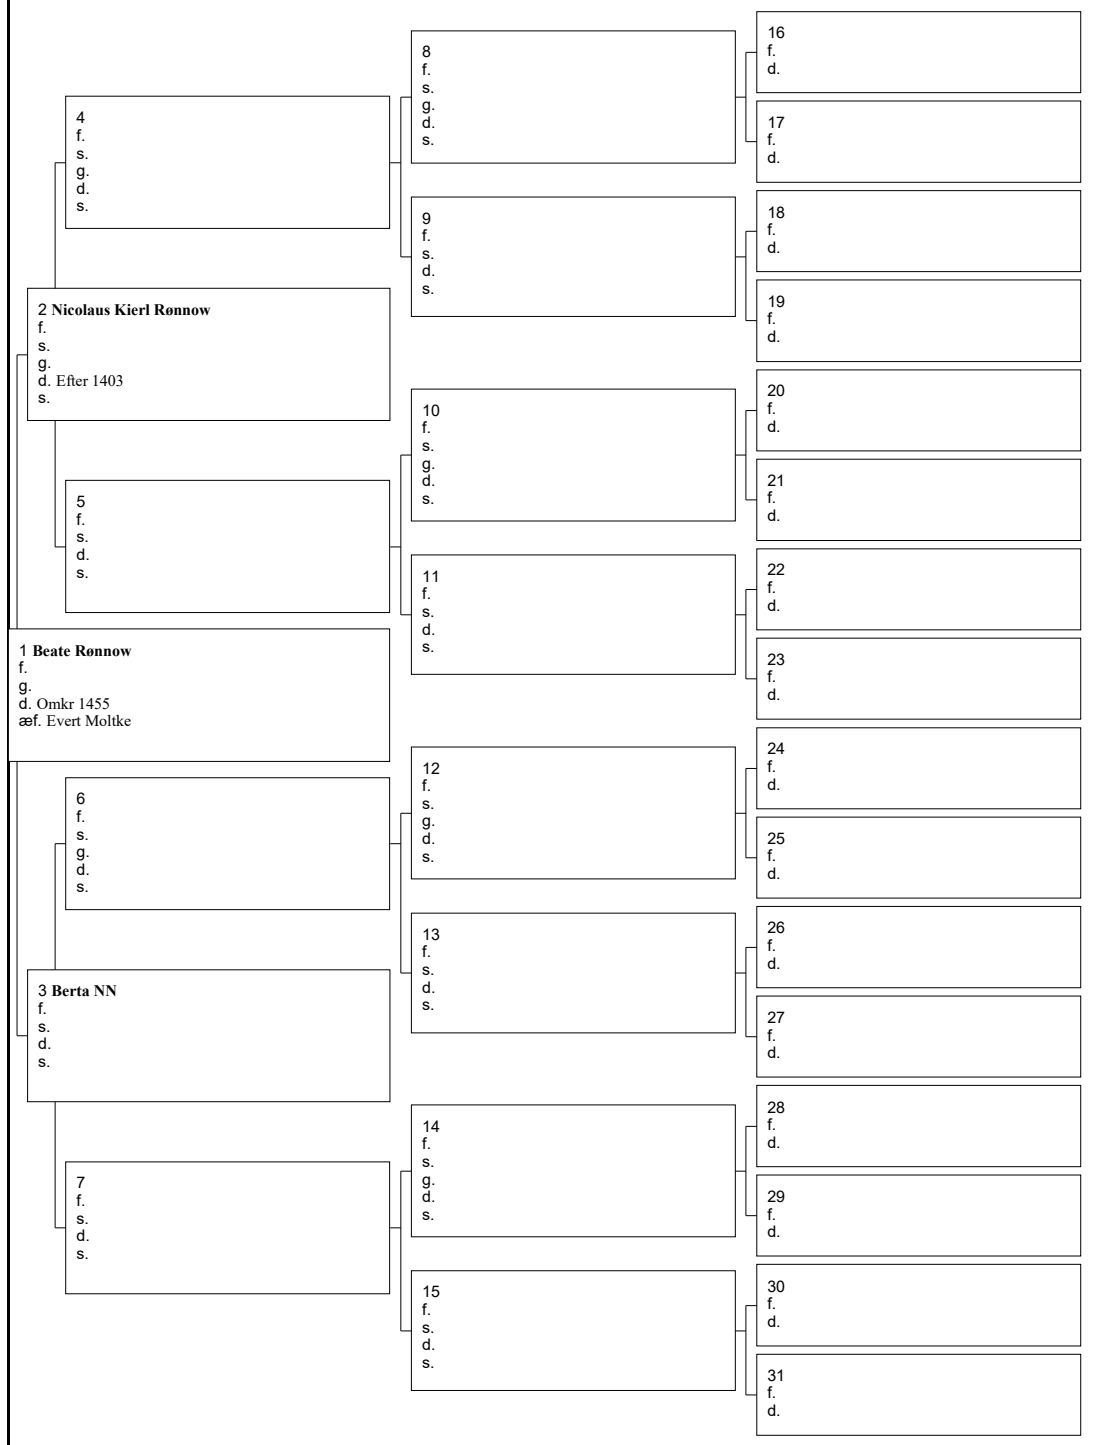 16
f.
d.
8
f.
s.
g.
d.
s.
17
f.
d.
4
f.
s.
g.
d.
s.
18
f.
d.
9
f.
s.
d.
s.
19
f.
d.
2 Nicolaus Kierl Rønnow
f.
s.
g.
d. Efter 1403
s.
20
f.
d.
10
f.
s.
g.
d.
s.
21
f.
d.
5
f.
s.
d.
s.
22
f.
d.
11
f.
s.
d.
s.
23
f.
d.
1 Beate Rønnow
f.
g.
d. Omkr 1455
æf. Evert Moltke
24
f.
d.
12
f.
s.
g.
d.
s.
25
f.
d.
6
f.
s.
g.
d.
s.
26
f.
d.
13
f.
s.
d.
s.
27
f.
d.
3 Berta NN
f.
s.
d.
s.
28
f.
d.
14
f.
s.
g.
d.
s.
29
f.
d.
7
f.
s.
d.
s.
30
f.
d.
15
f.
s.
d.
s.
31
f.
d.